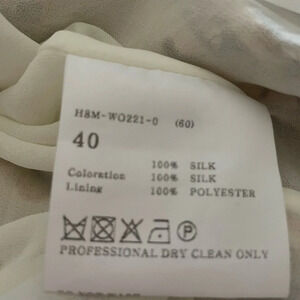 H8M-WO221-0 (60)
40
100% SILK
Coloration 100% SILK
Lining 100% POLYESTER
P
PROFESSIONAL DRY CLEAN ONLY